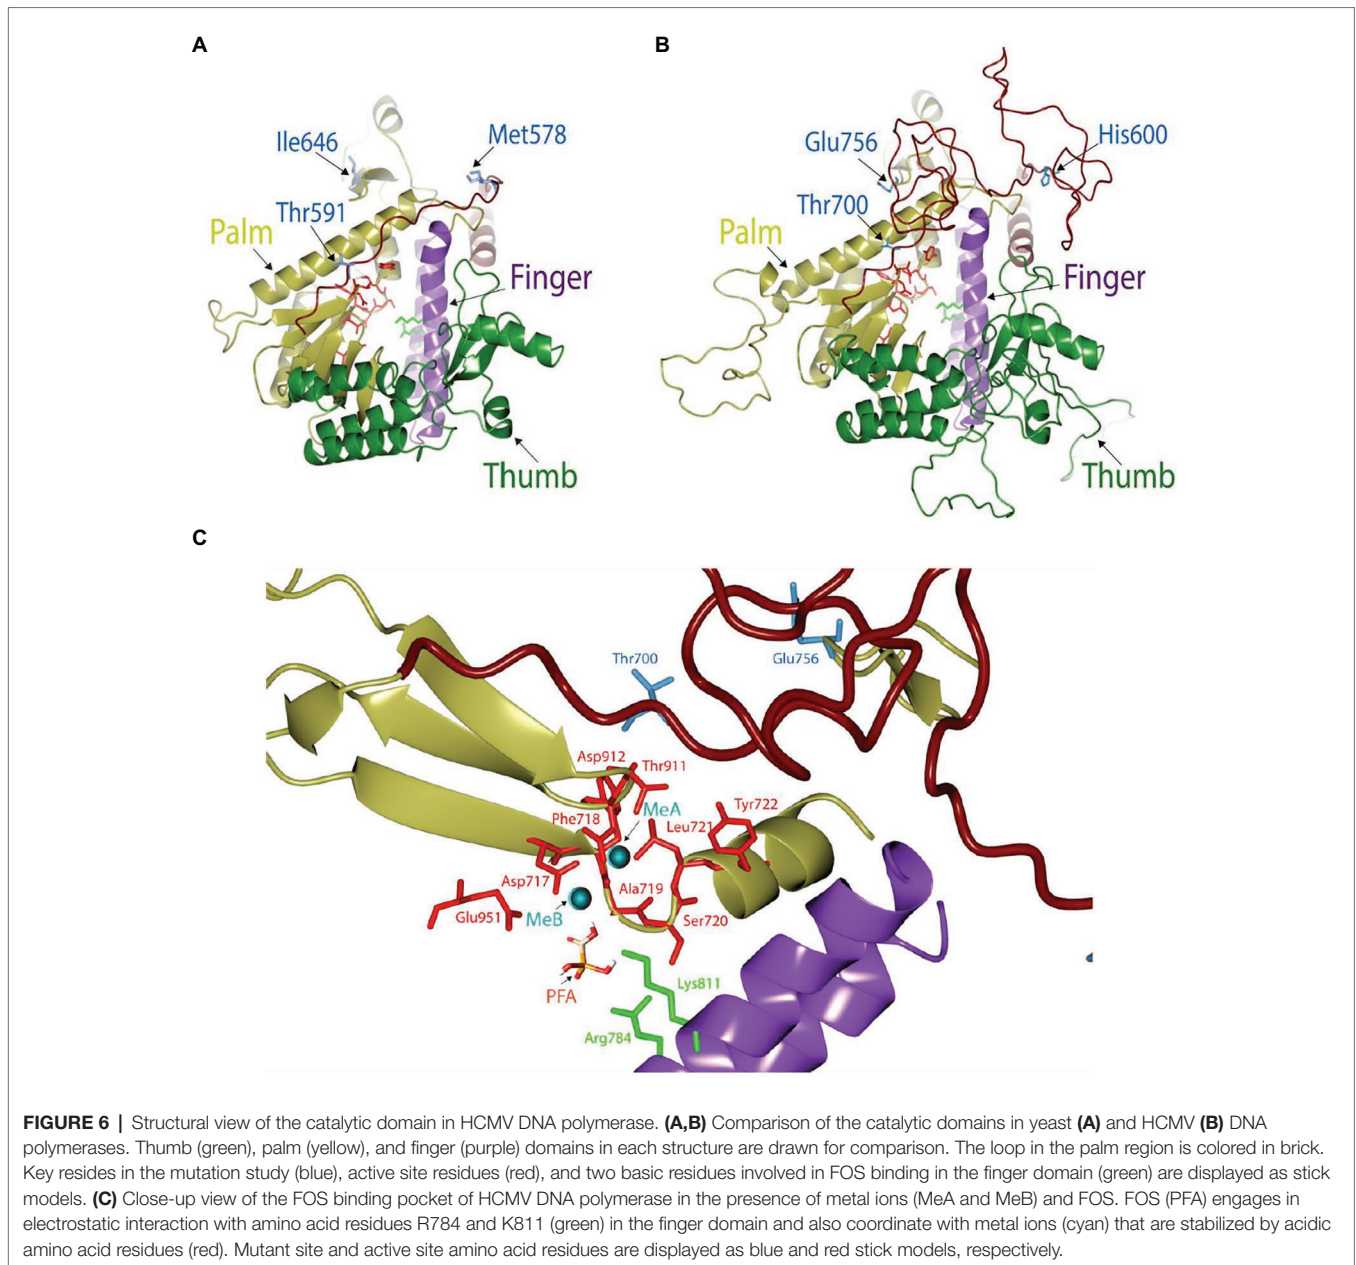 A
B
Ile646
Met578
Thr591
Palm
Finger
Thumb
Glu756
His600
Thr700
Palm
Finger
Thumb
C
Thr700
Glu756
Asp912
Thr911
MeA
Phe718
Leu721
Tyr722
Asp717
Ala719
Glu951
MeB
Ser720
PFA
Lys811
Arg784
FIGURE 6 | Structural view of the catalytic domain in HCMV DNA polymerase. (A,B) Comparison of the catalytic domains in yeast (A) and HCMV (B) DNA
polymerases. Thumb (green), palm (yellow), and finger (purple) domains in each structure are drawn for comparison. The loop in the palm region is colored in brick.
Key resides in the mutation study (blue), active site residues (red), and two basic residues involved in FOS binding in the finger domain (green) are displayed as stick
models. (C) Close-up view of the FOS binding pocket of HCMV DNA polymerase in the presence of metal ions (MeA and MeB) and FOS. FOS (PFA) engages in
electrostatic interaction with amino acid residues R784 and K811 (green) in the finger domain and also coordinate with metal ions (cyan) that are stabilized by acidic
amino acid residues (red). Mutant site and active site amino acid residues are displayed as blue and red stick models, respectively.